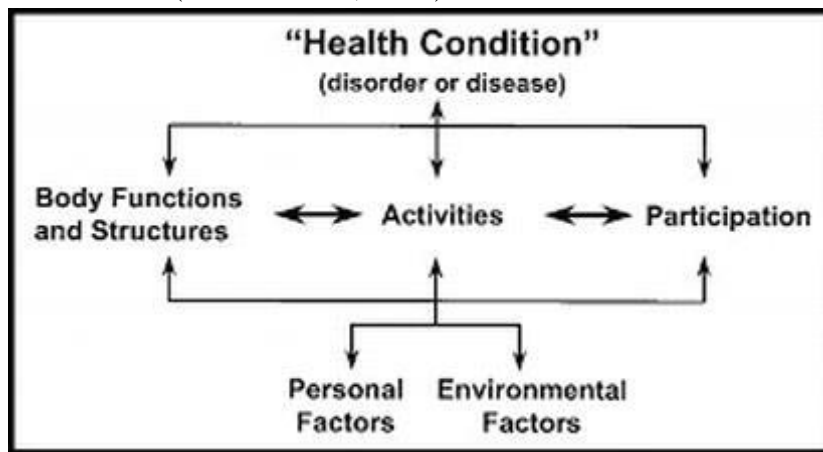 “Health Condition”
(disorder or disease)
Body Functions
and Structures
Activities
Participation
Personal
Factors
Environmental
Factors